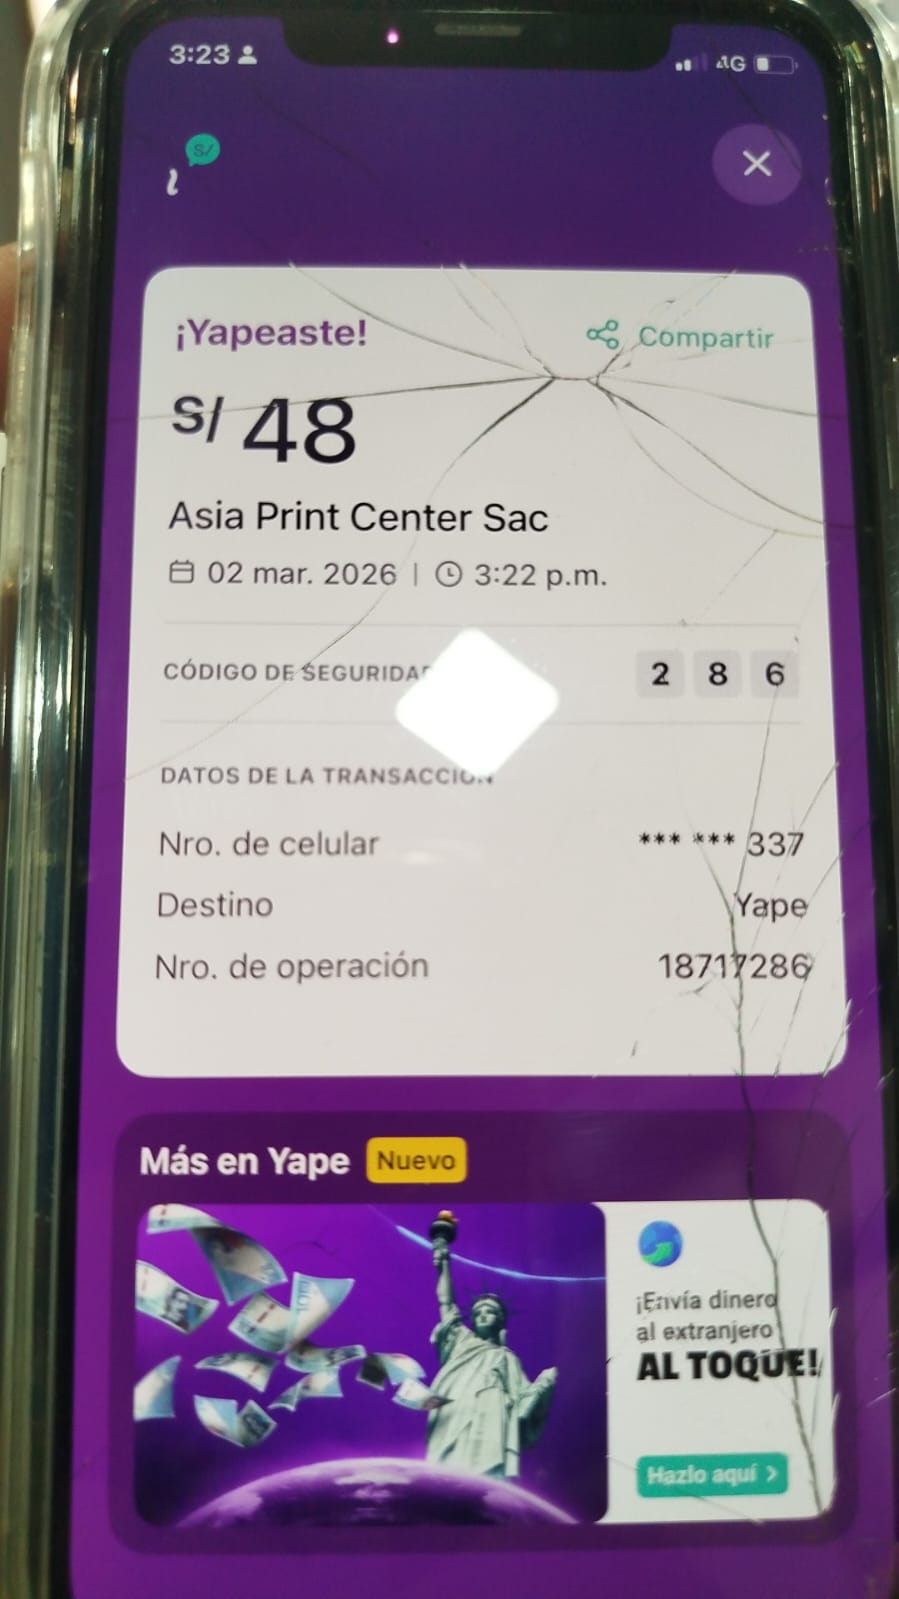 3:23
4G
S/
¡Yapeaste!
Compartir
S/ 48
Asia Print Center Sac
02 mar. 2026 | 3:22 p.m.
CÓDIGO DE SEGURIDAD
2 8 6
DATOS DE LA TRANSACCIÓN
Nro. de celular
*** *** 337
Destino
Yape
Nro. de operación
18717286
Más en Yape
Nuevo
¡Envía dinero
al extranjero
AL TOQUE!
Hazlo aquí >